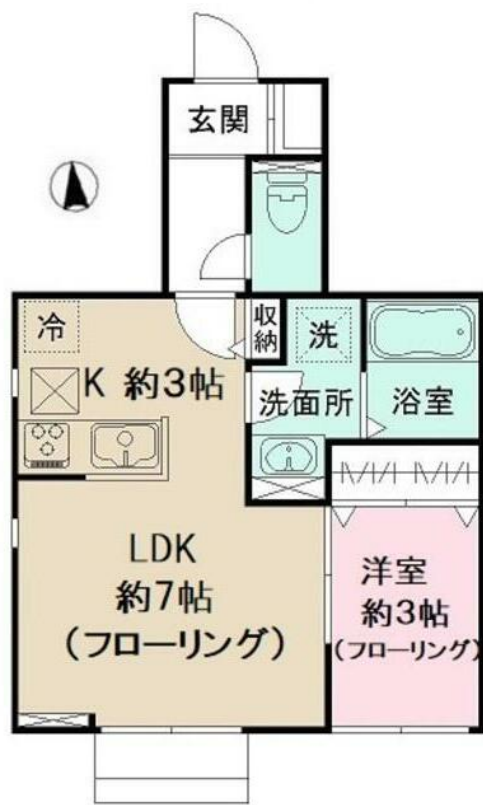 玄関
冷
収納
洗
K 約3帖
洗面所
浴室
LDK
約7帖
(フローリング)
洋室
約3帖
(フローリング)